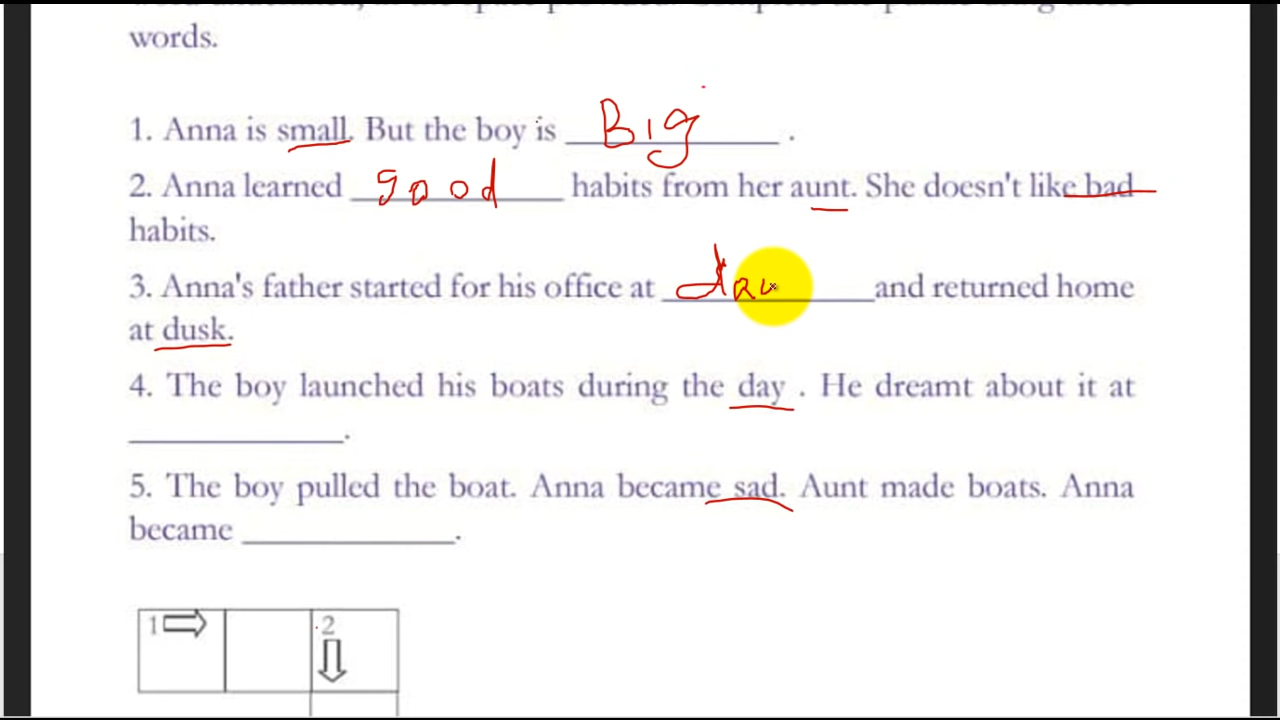 words.
1. Anna is small. But the boy is Big .
2. Anna learned good habits from her aunt. She doesn't like bad
habits.
3. Anna's father started for his office at and returned home
at dusk.
4. The boy launched his boats during the day . He dreamt about it at
____________.
5. The boy pulled the boat. Anna became sad. Aunt made boats. Anna
became ____________.
1 2